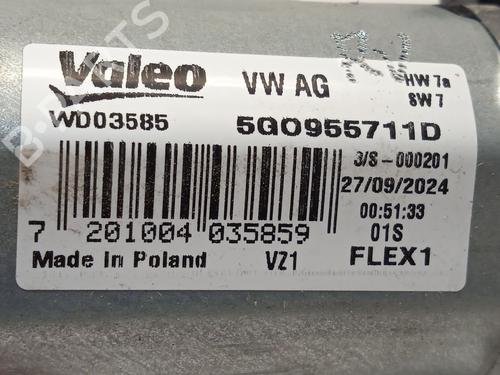 Valeo VW AG HW 7a
SW 7
WD03585 5G0955711D
3/S-000201
27/09/2024
00:51:33
7 201004 035859 01S
Made in Poland VZ1 FLEX1